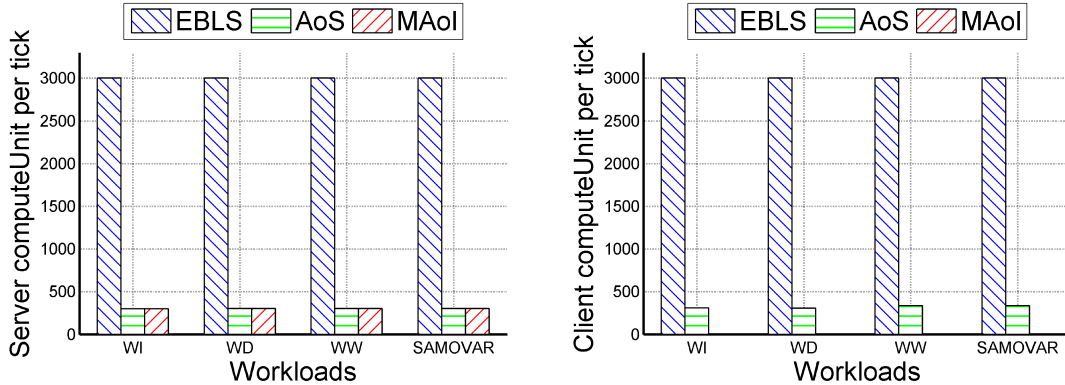 EBLS AoS MAoI
Server computeUnit per tick
3000
2500
2000
1500
1000
500
0
WI WD WW SAMOVAR
Workloads
EBLS AoS MAoI
Client computeUnit per tick
3000
2500
2000
1500
1000
500
0
WI WD WW SAMOVAR
Workloads